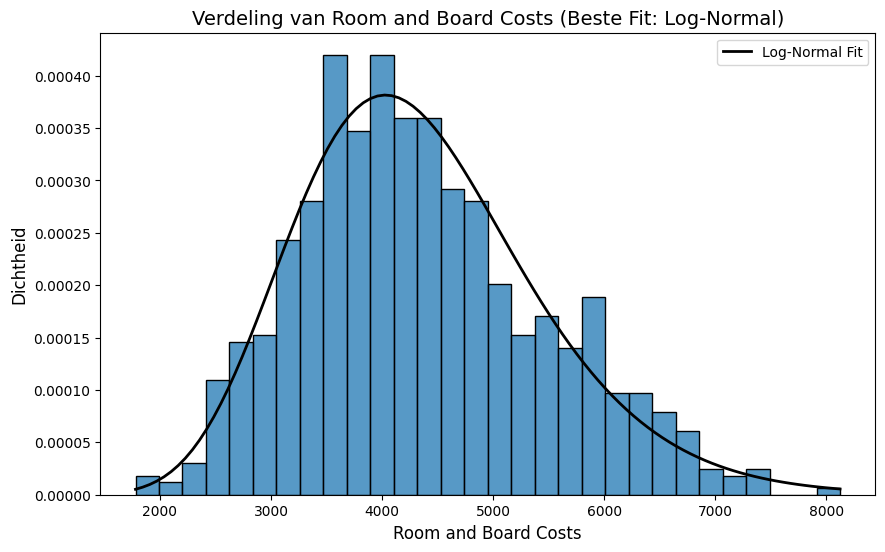 Verdeling van Room and Board Costs (Beste Fit: Log-Normal)
Log-Normal Fit
Dichtheid
0.00040
0.00035
0.00030
0.00025
0.00020
0.00015
0.00010
0.00005
0.00000
2000 3000 4000 5000 6000 7000 8000
Room and Board Costs